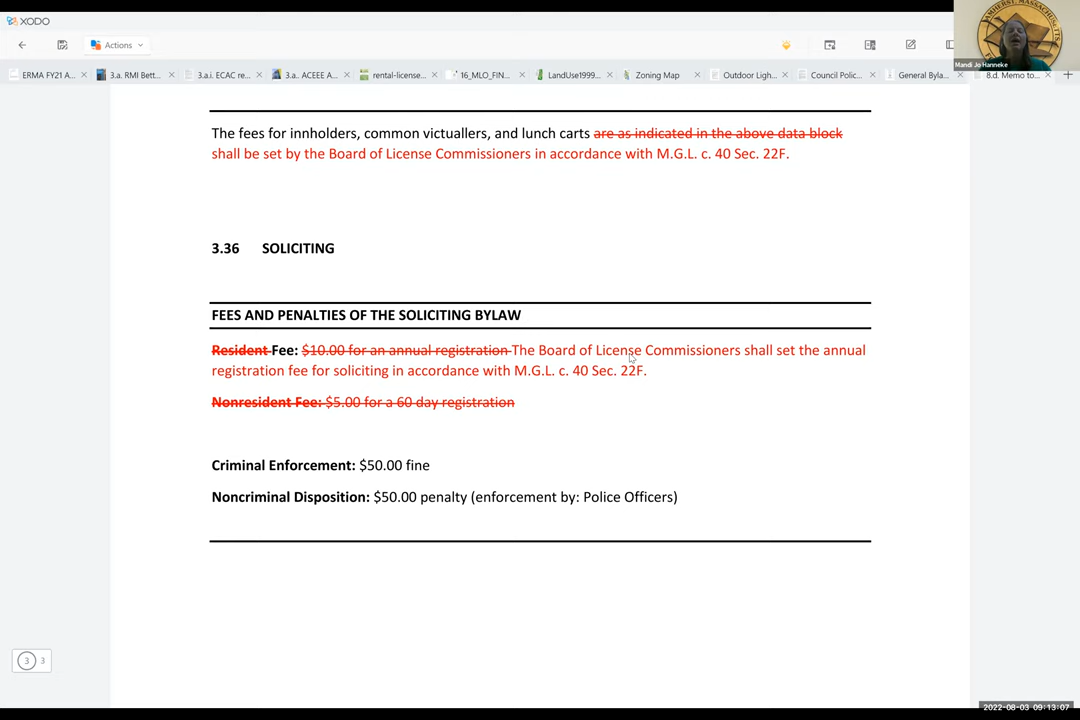 XODO
Actions
ERMA FY21 A...
3.a. RMI Bett...
3.a.i. ECAC re...
3.a.. ACEEE A...
rental-license...
16_MLO_FIN...
LandUse1999...
Zoning Map
Outdoor Ligh...
Council Polic...
General Byla...
8.d. Memo to...
AMHERST, MASSACHUSETTS
Mandi Jo Hanneke
The fees for innholders, common victuallers, and lunch carts are as indicated in the above data block
shall be set by the Board of License Commissioners in accordance with M.G.L. c. 40 Sec. 22F.
3.36 SOLICITING
FEES AND PENALTIES OF THE SOLICITING BYLAW
Resident Fee: $10.00 for an annual registration The Board of License Commissioners shall set the annual
registration fee for soliciting in accordance with M.G.L. c. 40 Sec. 22F.
Nonresident Fee: $5.00 for a 60 day registration
Criminal Enforcement: $50.00 fine
Noncriminal Disposition: $50.00 penalty (enforcement by: Police Officers)
3 3
2022-08-03 09:13:07